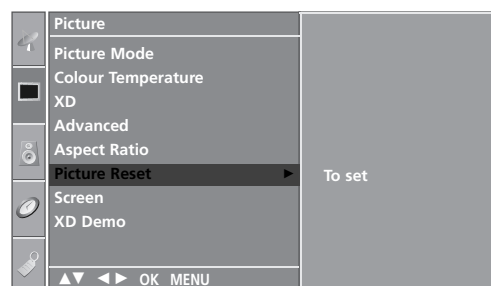 Picture
Picture Mode
Colour Temperature
XD
Advanced
Aspect Ratio
Picture Reset ► To set
Screen
XD Demo
▲▼ ◄► OK MENU